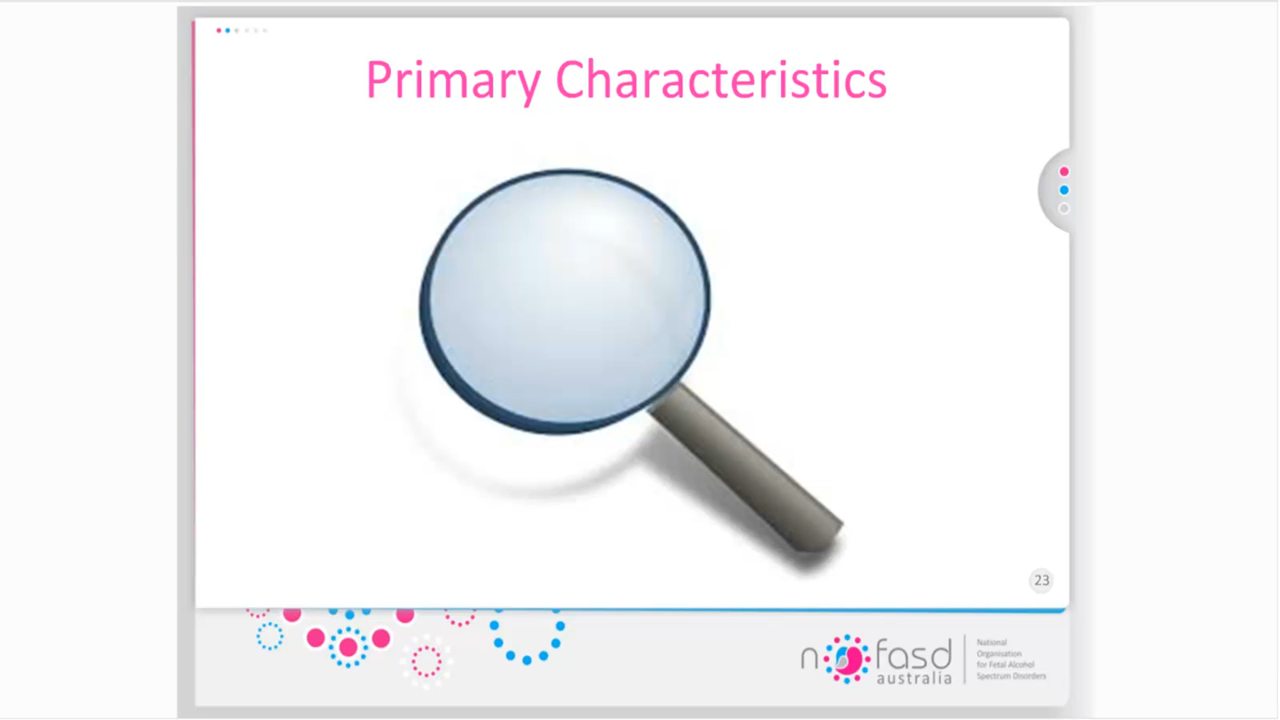 Primary Characteristics
23
nofasd
australia
National
Organisation
for Fetal Alcohol
Spectrum Disorders